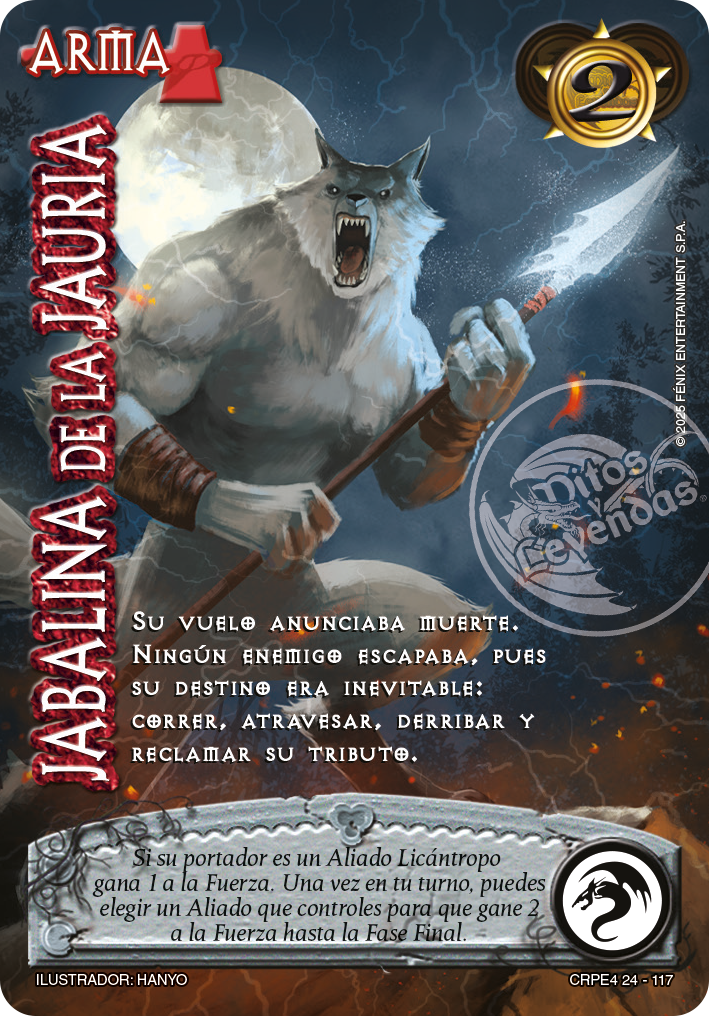 ARMA
2
JABALINA DE LA JAURIA
© 2025 FÉNIX ENTERTAINMENT S.P.A.
Mitos
y
Leyendas®
Su vuelo anunciaba muerte.
Ningún enemigo escapaba, pues
su destino era inevitable:
correr, atravesar, derribar y
reclamar su tributo.
Si su portador es un Aliado Licántropo
gana 1 a la Fuerza. Una vez en tu turno, puedes
elegir un Aliado que controles para que gane 2
a la Fuerza hasta la Fase Final.
ILUSTRADOR: HANYO
CRPE4 24 - 117